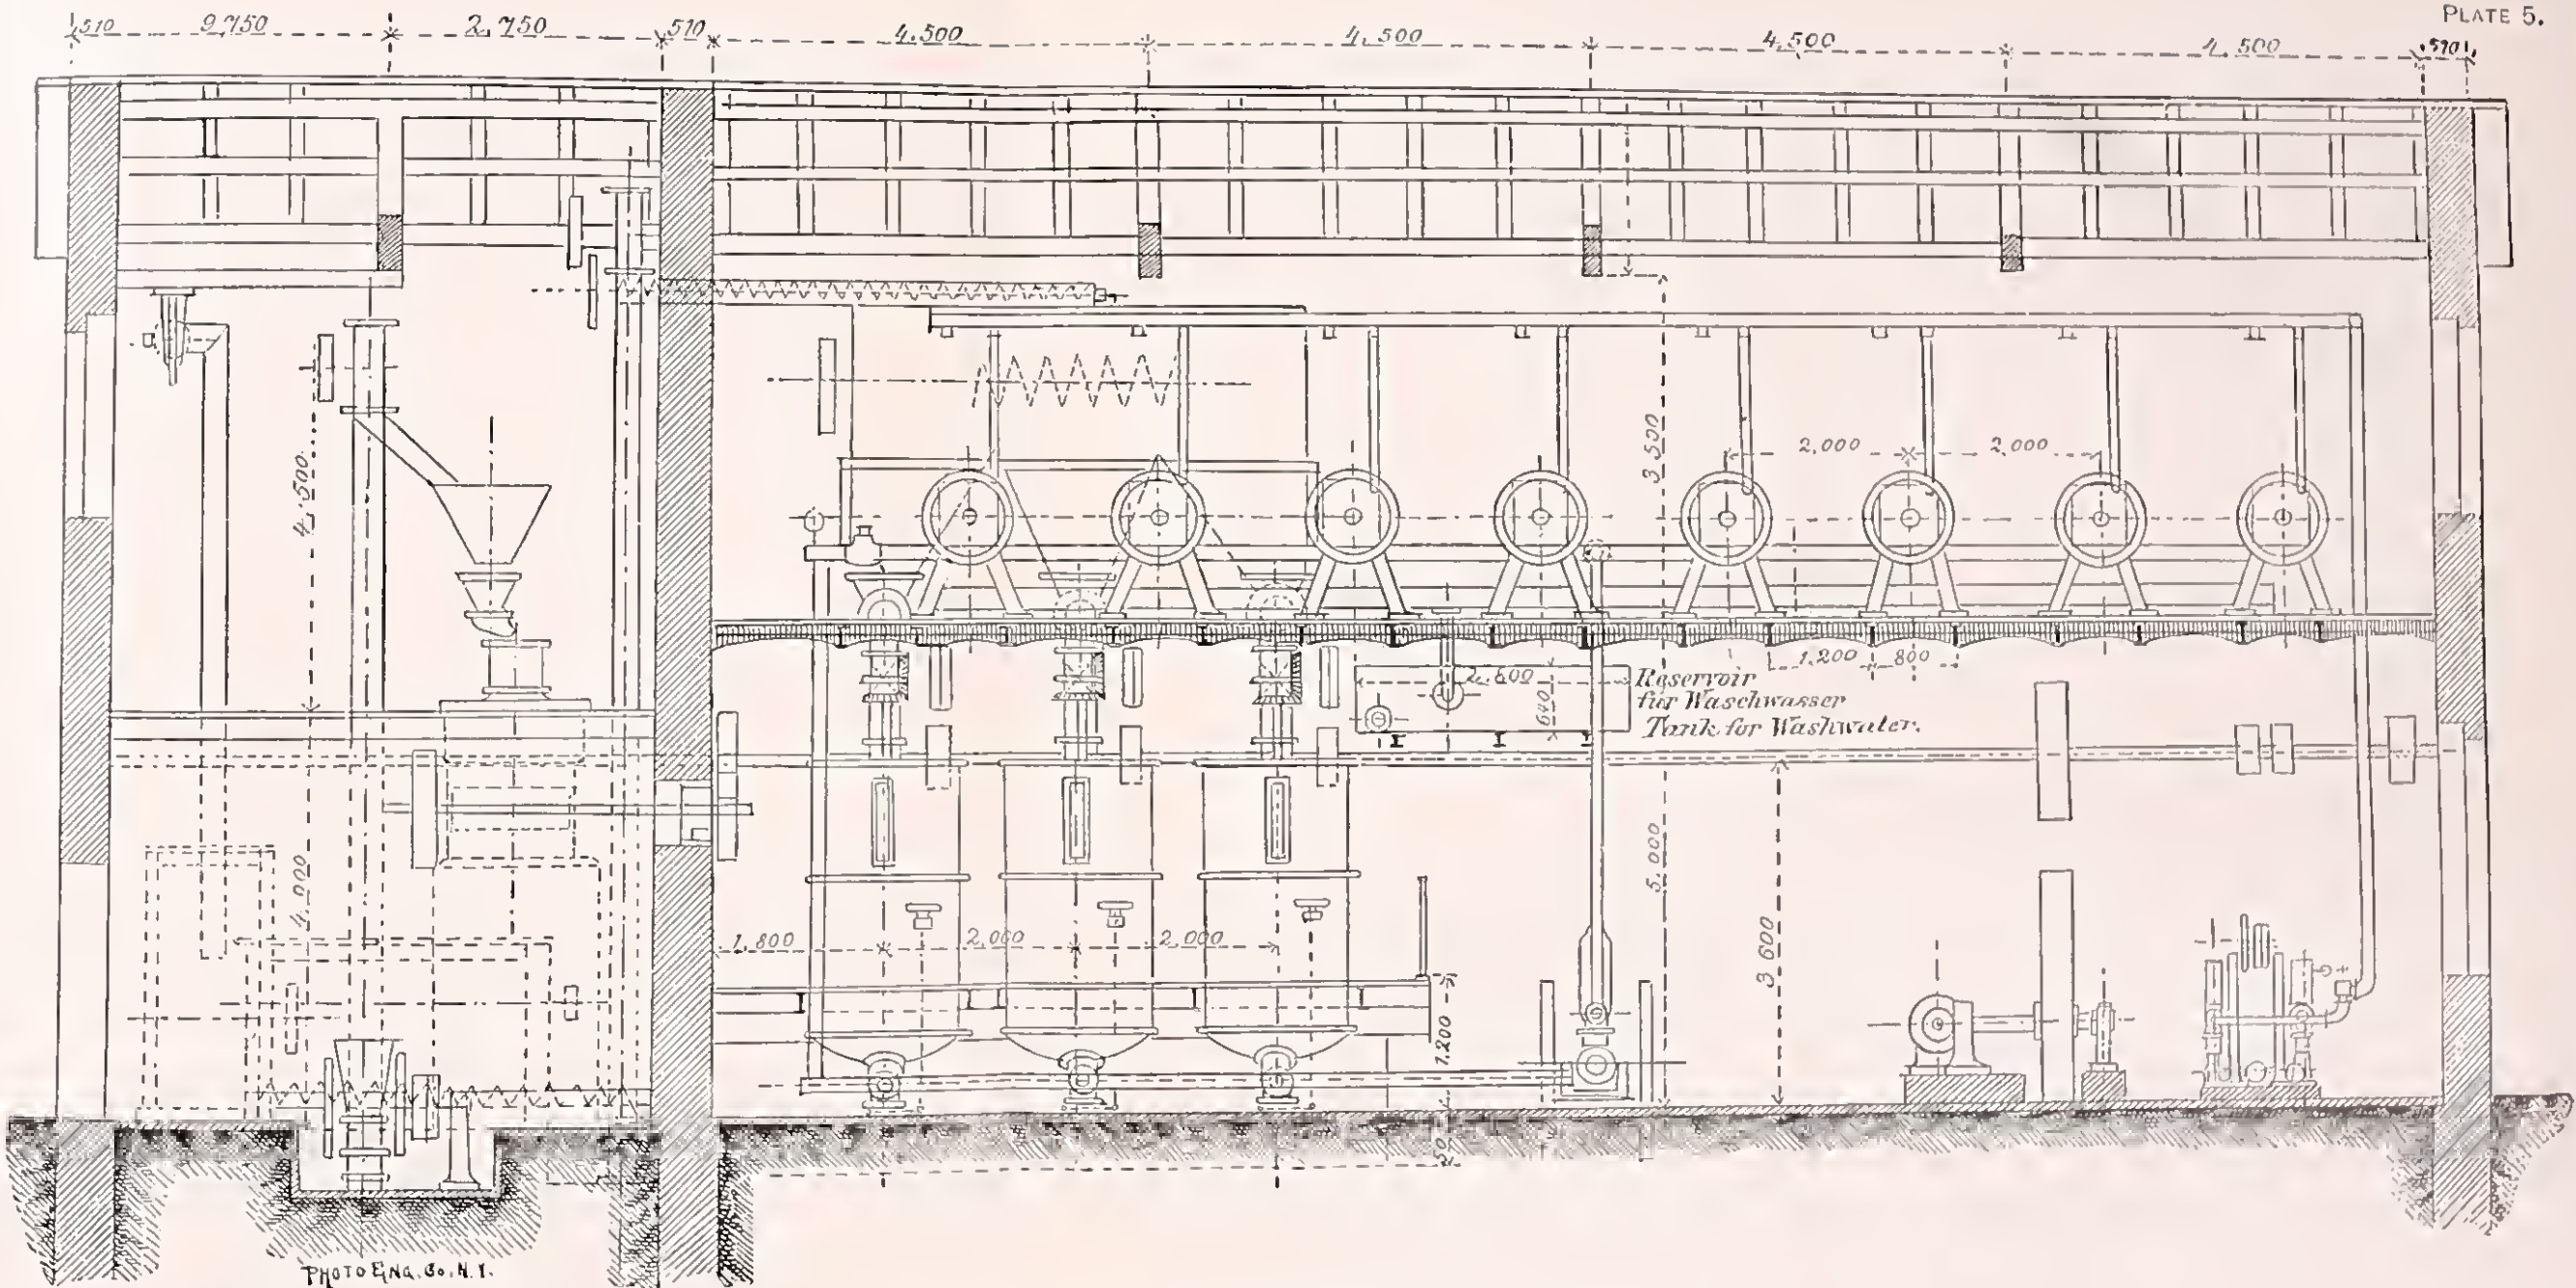 PLATE 5.
510 2.750 2.750 510 4.500 4.500 4.500 4.500 510
4.500
3 500
2,000 2,000
1.200 800
2.600
640
Reservoir
für Waschwasser
Tank for Washwater.
4.000
5.000
3 600
1.800 2,000 2,000
1.200
PHOTO ENG. Co. N.Y.